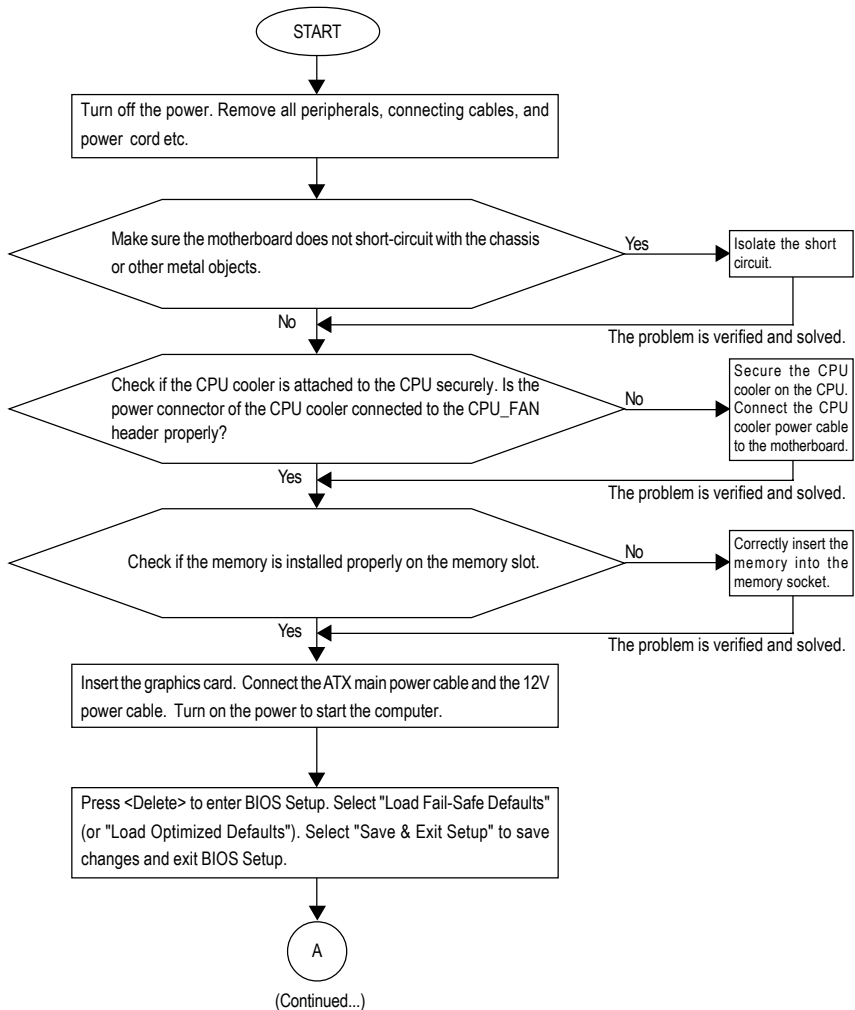 START
Turn off the power. Remove all peripherals, connecting cables, and
power cord etc.
Make sure the motherboard does not short-circuit with the chassis
or other metal objects.
Yes
Isolate the short
circuit.
No
The problem is verified and solved.
Check if the CPU cooler is attached to the CPU securely. Is the
power connector of the CPU cooler connected to the CPU_FAN
header properly?
No
Secure the CPU
cooler on the CPU.
Connect the CPU
cooler power cable
to the motherboard.
Yes
The problem is verified and solved.
Check if the memory is installed properly on the memory slot.
No
Correctly insert the
memory into the
memory socket.
Yes
The problem is verified and solved.
Insert the graphics card. Connect the ATX main power cable and the 12V
power cable. Turn on the power to start the computer.
Press <Delete> to enter BIOS Setup. Select "Load Fail-Safe Defaults"
(or "Load Optimized Defaults"). Select "Save & Exit Setup" to save
changes and exit BIOS Setup.
A
(Continued...)